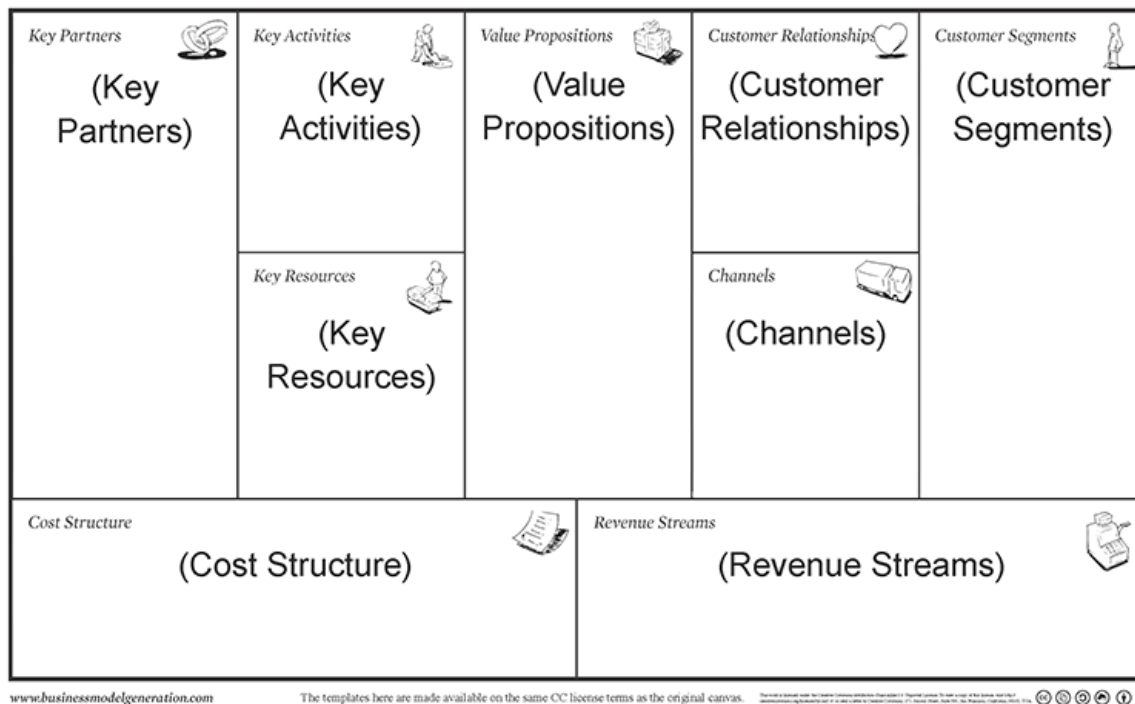 Key Partners
(Key
Partners)
Key Activities
(Key
Activities)
Key Resources
(Key
Resources)
Value Propositions
(Value
Propositions)
Customer Relationships
(Customer
Relationships)
Channels
(Channels)
Customer Segments
(Customer
Segments)
Cost Structure
(Cost Structure)
Revenue Streams
(Revenue Streams)
www.businessmodelgeneration.com
The templates here are made available on the same CC license terms as the original canvas.